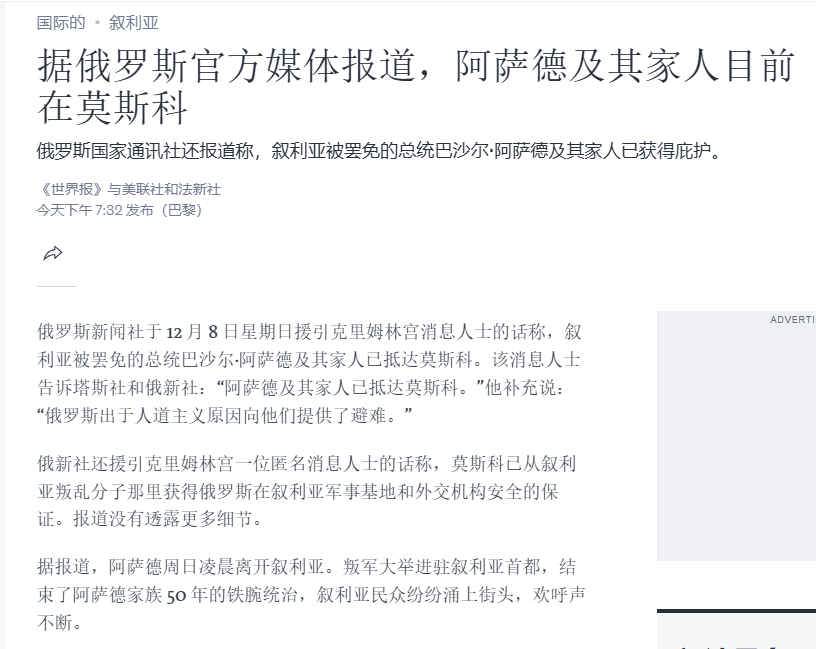 国际的 • 叙利亚
据俄罗斯官方媒体报道，阿萨德及其家人目前
在莫斯科
俄罗斯国家通讯社还报道称，叙利亚被罢免的总统巴沙尔·阿萨德及其家人已获得庇护。
《世界报》与美联社和法新社
今天下午 7:32 发布（巴黎）
ADVERTI
俄罗斯新闻社于 12 月 8 日星期日援引克里姆林宫消息人士的话称，叙
利亚被罢免的总统巴沙尔·阿萨德及其家人已抵达莫斯科。该消息人士
告诉塔斯社和俄新社：“阿萨德及其家人已抵达莫斯科。”他补充说：
“俄罗斯出于人道主义原因向他们提供了避难。”
俄新社还援引克里姆林宫一位匿名消息人士的话称，莫斯科已从叙利
亚叛乱分子那里获得俄罗斯在叙利亚军事基地和外交机构安全的保
证。报道没有透露更多细节。
据报道，阿萨德周日凌晨离开叙利亚。叛军大举进驻叙利亚首都，结
束了阿萨德家族 50 年的铁腕统治，叙利亚民众纷纷涌上街头，欢呼声
不断。